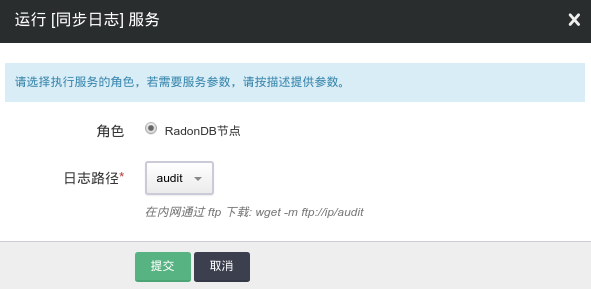 运行 [同步日志] 服务
请选择执行服务的角色，若需要服务参数，请按描述提供参数。
角色 RadonDB节点
日志路径* audit
在内网通过 ftp 下载: wget -m ftp://ip/audit
提交 取消